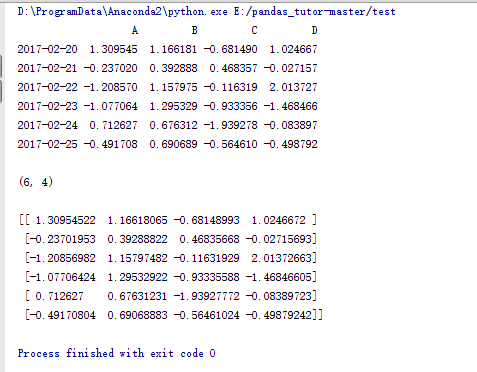 D:\ProgramData\Anaconda2\python.exe E:/pandas_tutor-master/test
A B C D
2017-02-20 1.309545 1.166181 -0.681490 1.024667
2017-02-21 -0.237020 0.392888 0.468357 -0.027157
2017-02-22 -1.208570 1.157975 -0.116319 2.013727
2017-02-23 -1.077064 1.295329 -0.933356 -1.468466
2017-02-24 0.712627 0.676312 -1.939278 -0.083897
2017-02-25 -0.491708 0.690689 -0.564610 -0.498792
(6, 4)
[[ 1.30954522 1.16618065 -0.68148993 1.0246672 ]
[-0.23701953 0.39288822 0.46835668 -0.02715693]
[-1.20856982 1.15797482 -0.11631929 2.01372663]
[-1.07706424 1.29532922 -0.93335588 -1.46846605]
[ 0.712627 0.67631231 -1.93927772 -0.08389723]
[-0.49170804 0.69068883 -0.56461024 -0.49879242]]
Process finished with exit code 0